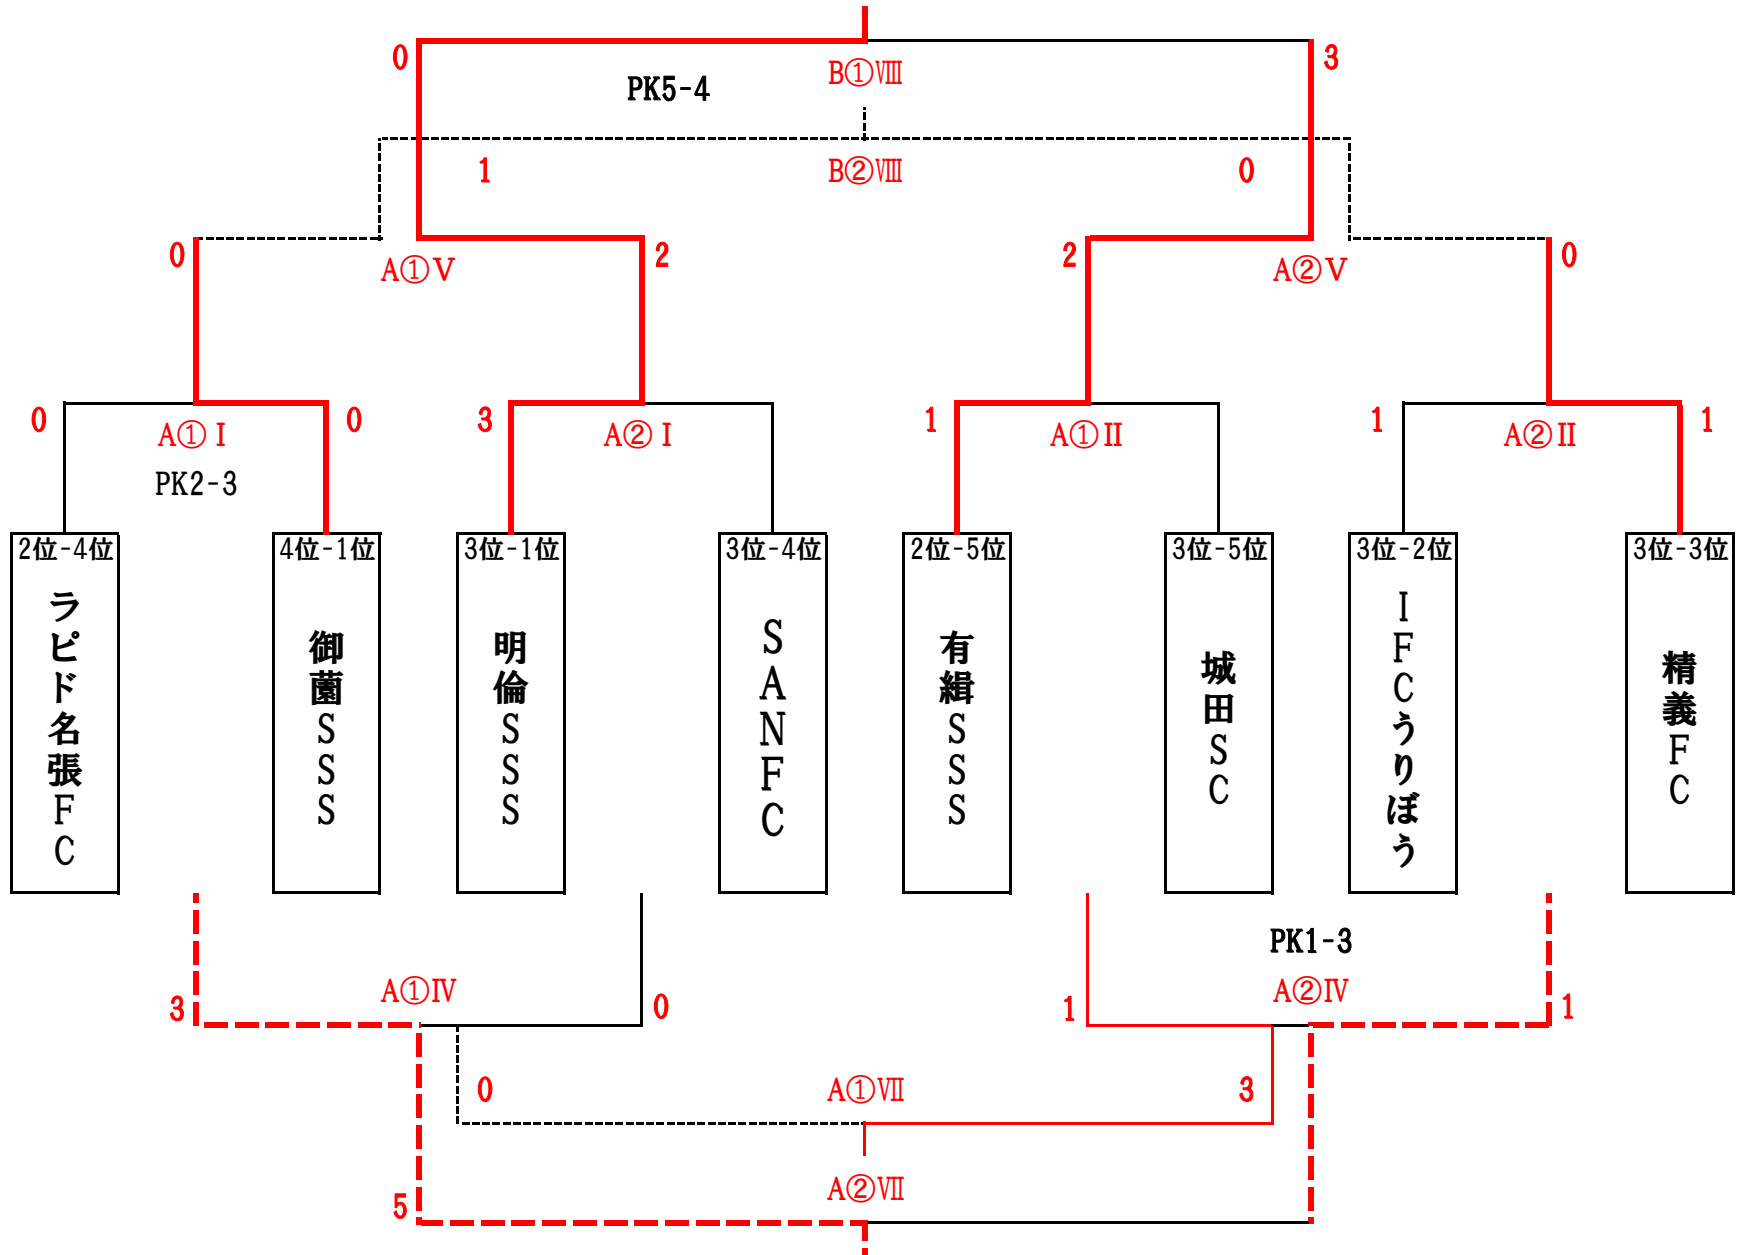 0
3
B①Ⅷ
PK5-4
1
B②Ⅷ
0
0
A①Ⅴ
2
2
A②Ⅴ
0
0
A①Ⅰ
0
3
A②Ⅰ
1
A①Ⅱ
1
A②Ⅱ
1
PK2-3
2位-4位
4位-1位
3位-1位
3位-4位
2位-5位
3位-5位
3位-2位
3位-3位
ラピド名張FC
御薗SSS
明倫SSS
SANFC
有緝SSS
城田SC
IFCうりぼう
精義FC
PK1-3
3
A①Ⅳ
0
1
A②Ⅳ
1
0
A①Ⅶ
3
A②Ⅶ
5